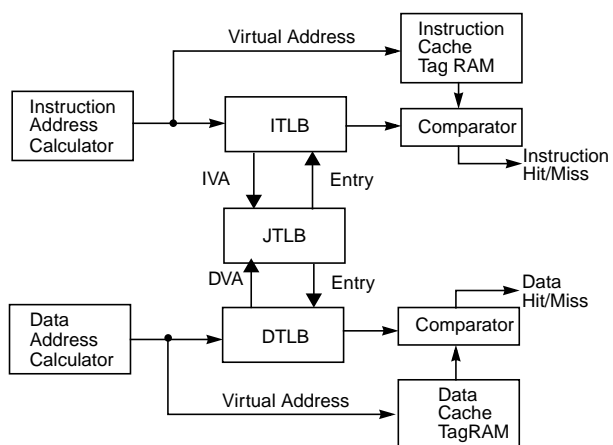 Virtual Address
Instruction
Cache
Tag RAM
Instruction
Address
Calculator
ITLB
Comparator
Instruction
Hit/Miss
IVA
Entry
JTLB
DVA
Entry
Data
Hit/Miss
Data
Address
Calculator
DTLB
Comparator
Virtual Address
Data
Cache
TagRAM